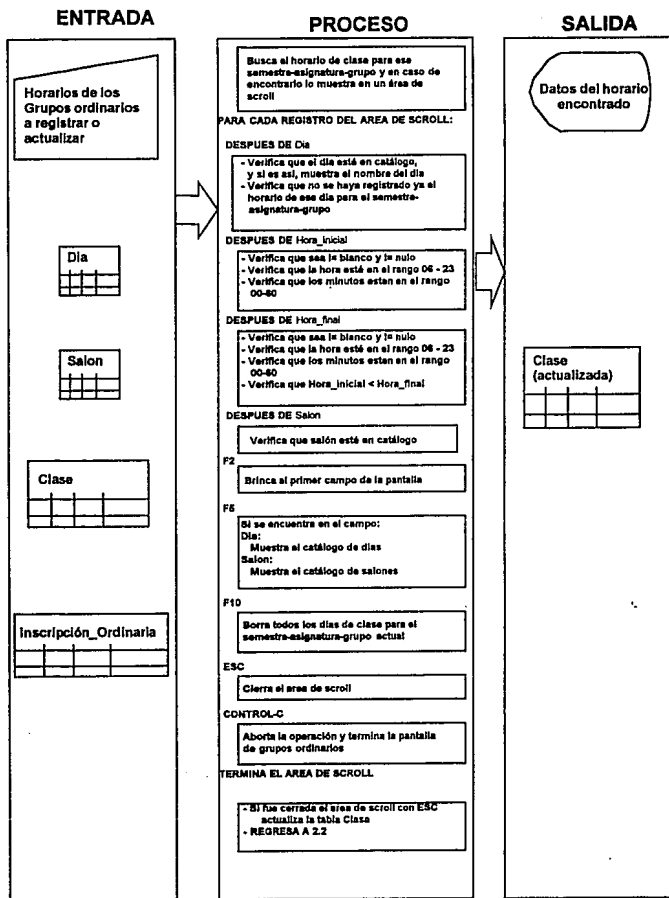 ENTRADA
Horarios de los
Grupos ordinarios
a registrar o
actualizar
Dia
Salon
Clase
Inscripción_Ordinaria
PROCESO
Busca el horario de clase para ese
semestre-asignatura-grupo y en caso de
encontrarlo lo muestra en un área de
scroll
PARA CADA REGISTRO DEL AREA DE SCROLL:
DESPUES DE Dia
- Verifica que el dia está en catálogo,
y si es asi, muestra el nombre del dia
- Verifica que no se haya registrado ya el
horario de ese dia para el semestre-
asignatura-grupo
DESPUES DE Hora_inicial
- Verifica que sea != blanco y != nulo
- Verifica que la hora esté en el rango 06 - 23
- Verifica que los minutos esten en el rango
00-60
DESPUES DE Hora_final
- Verifica que sea != blanco y != nulo
- Verifica que la hora esté en el rango 06 - 23
- Verifica que los minutos esten en el rango
00-60
- Verifica que Hora_inicial < Hora_final
DESPUES DE Salon
Verifica que salón esté en catálogo
F2
Brinca al primer campo de la pantalla
F5
Si se encuentra en el campo:
Dia:
Muestra el catálogo de dias
Salon:
Muestra el catálogo de salones
F10
Borra todos los dias de clase para el
semestre-asignatura-grupo actual
ESC
Cierra el area de scroll
CONTROL-C
Aborta la operación y termina la pantalla
de grupos ordinarios
TERMINA EL AREA DE SCROLL
- Si fue cerrada el area de scroll con ESC
actualiza la tabla Clase
- REGRESA A 2.2
SALIDA
Datos del horario
encontrado
Clase
(actualizada)